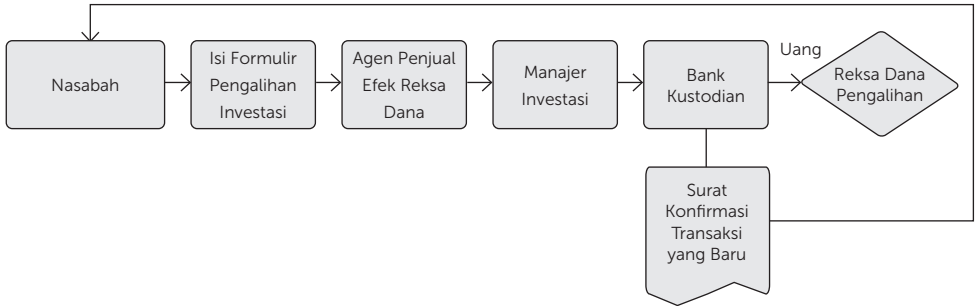 Nasabah
Isi Formulir
Pengalihan
Investasi
Agen Penjual
Efek Reksa
Dana
Manajer
Investasi
Bank
Kustodian
Uang
Reksa Dana
Pengalihan
Surat
Konfirmasi
Transaksi
yang Baru